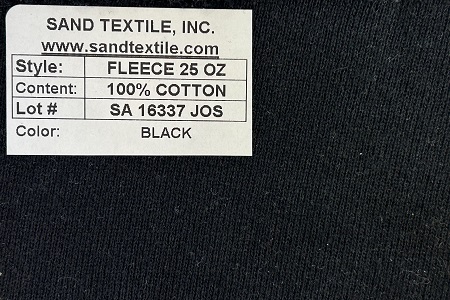 SAND TEXTILE, INC.
www.sandtextile.com
Style: FLEECE 25 OZ
Content: 100% COTTON
Lot # SA 16337 JOS
Color: BLACK